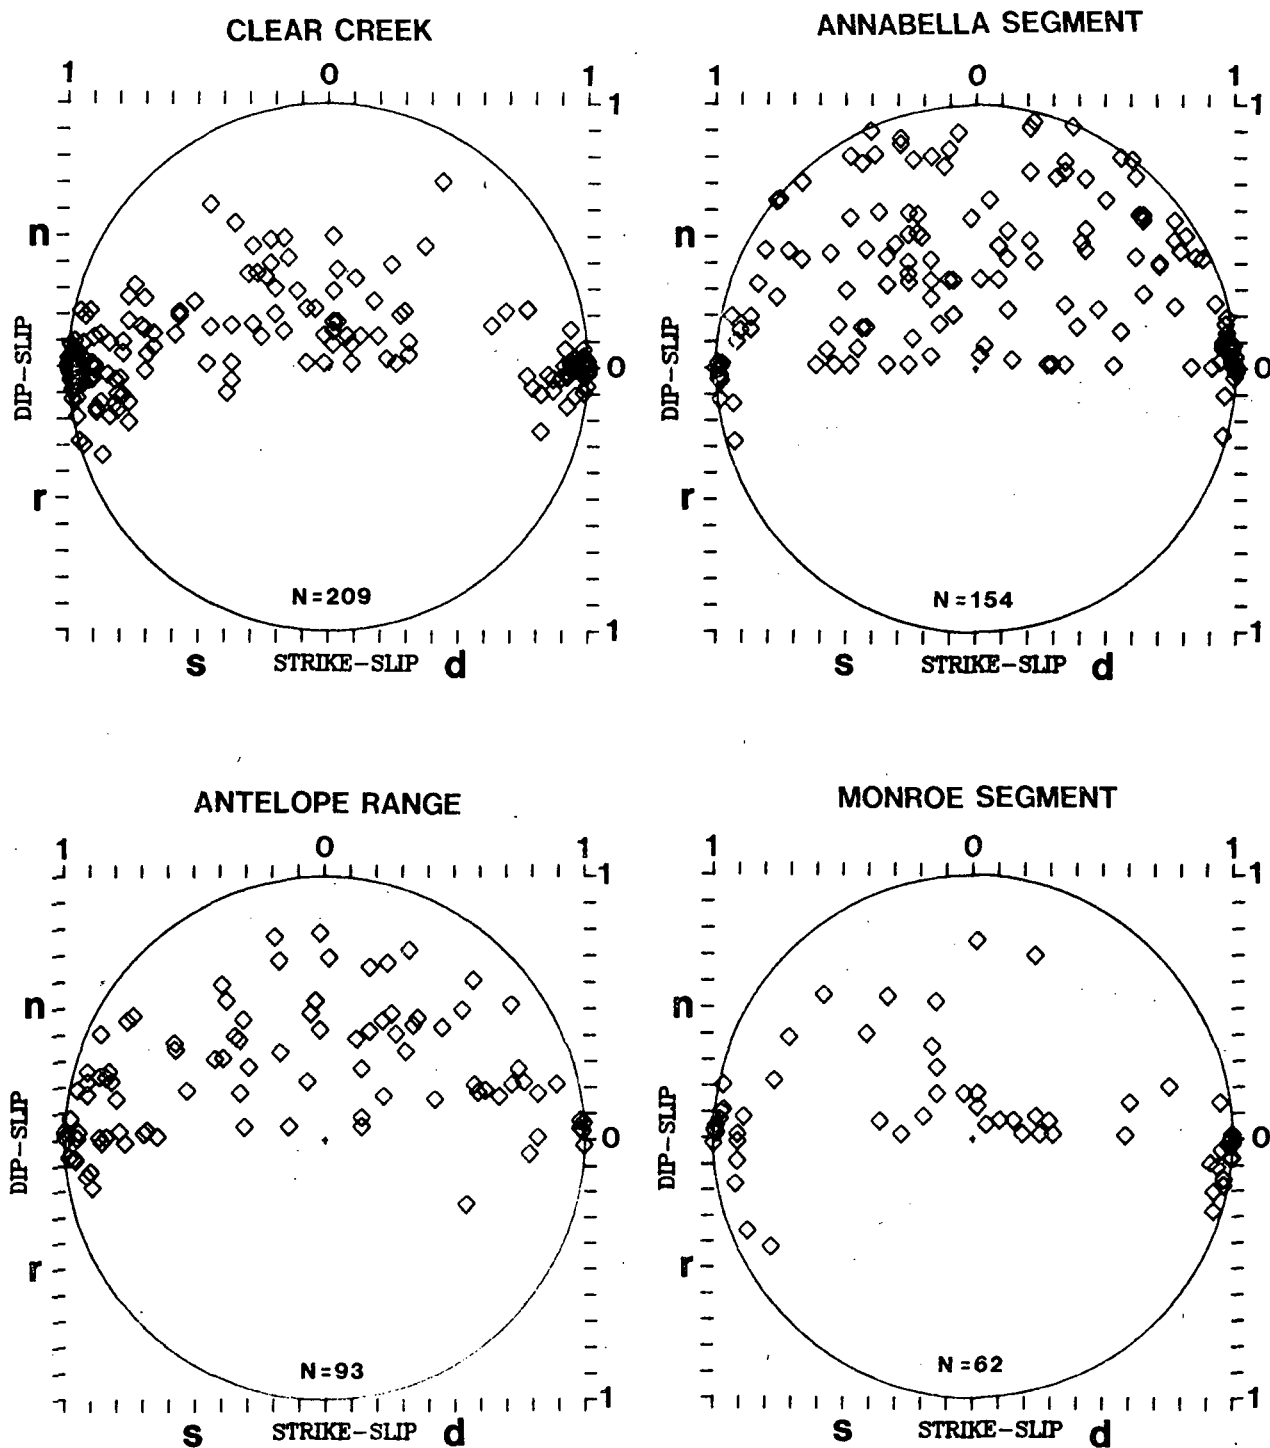 CLEAR CREEK
1 0 1
1
n
DIP-SLIP
0
r
N=209
1
s STRIKE-SLIP d
ANNABELLA SEGMENT
1 0 1
1
n
DIP-SLIP
0
r
N=154
1
s STRIKE-SLIP d
ANTELOPE RANGE
1 0 1
1
n
DIP-SLIP
0
r
N=93
1
s STRIKE-SLIP d
MONROE SEGMENT
1 0 1
1
n
DIP-SLIP
0
r
N=62
1
s STRIKE-SLIP d